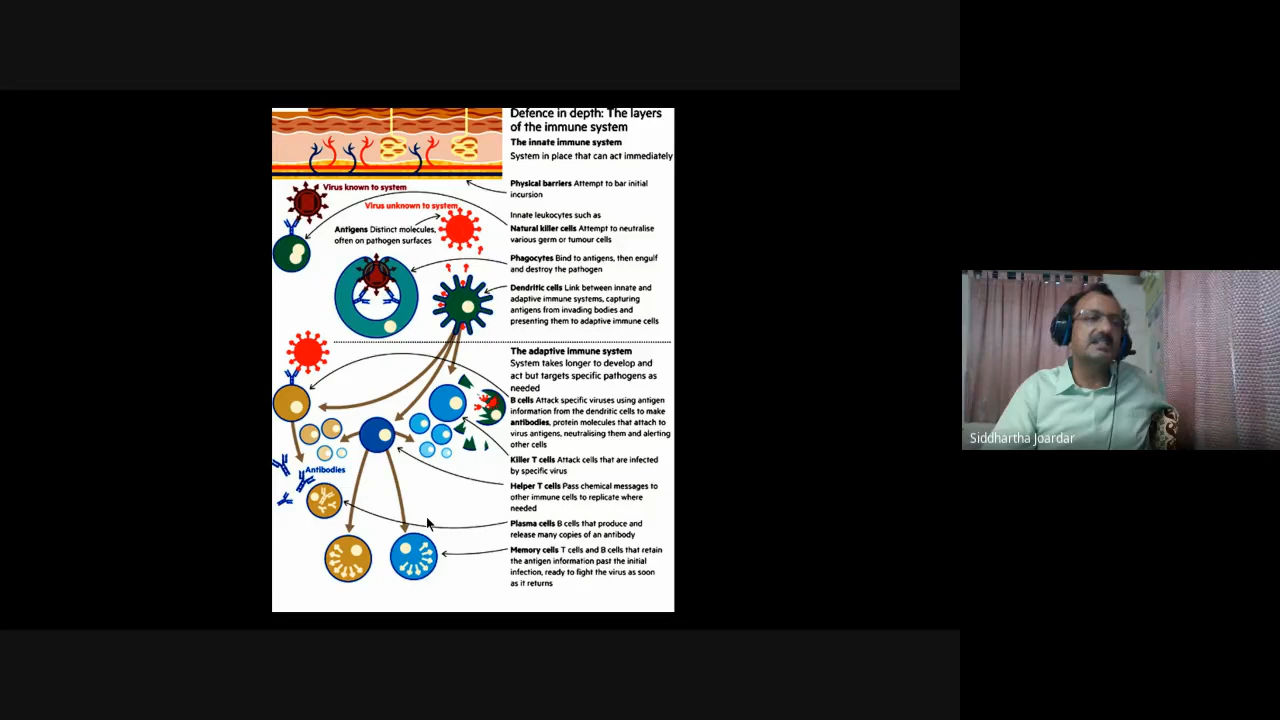 Defence in depth: The layers
of the immune system
The innate immune system
System in place that can act immediately
Physical barriers Attempt to bar initial
incursion
Virus known to system
Virus unknown to system
Antigens Distinct molecules,
often on pathogen surfaces
Innate leukocytes such as
Natural killer cells Attempt to neutralise
various germ or tumour cells
Phagocytes Bind to antigens, then engulf
and destroy the pathogen
Dendritic cells Link between innate and
adaptive immune systems, capturing
antigens from invading bodies and
presenting them to adaptive immune cells
The adaptive immune system
System takes longer to develop and
act but targets specific pathogens as
needed
B cells Attack specific viruses using antigen
information from the dendritic cells to make
antibodies, protein molecules that attach to
virus antigens, neutralising them and alerting
other cells
Killer T cells Attack cells that are infected
by specific virus
Helper T cells Pass chemical messages to
other immune cells to replicate where
needed
Antibodies
Plasma cells B cells that produce and
release many copies of an antibody
Memory cells T cells and B cells that retain
the antigen information past the initial
infection, ready to fight the virus as soon
as it returns
Siddhartha Joardar